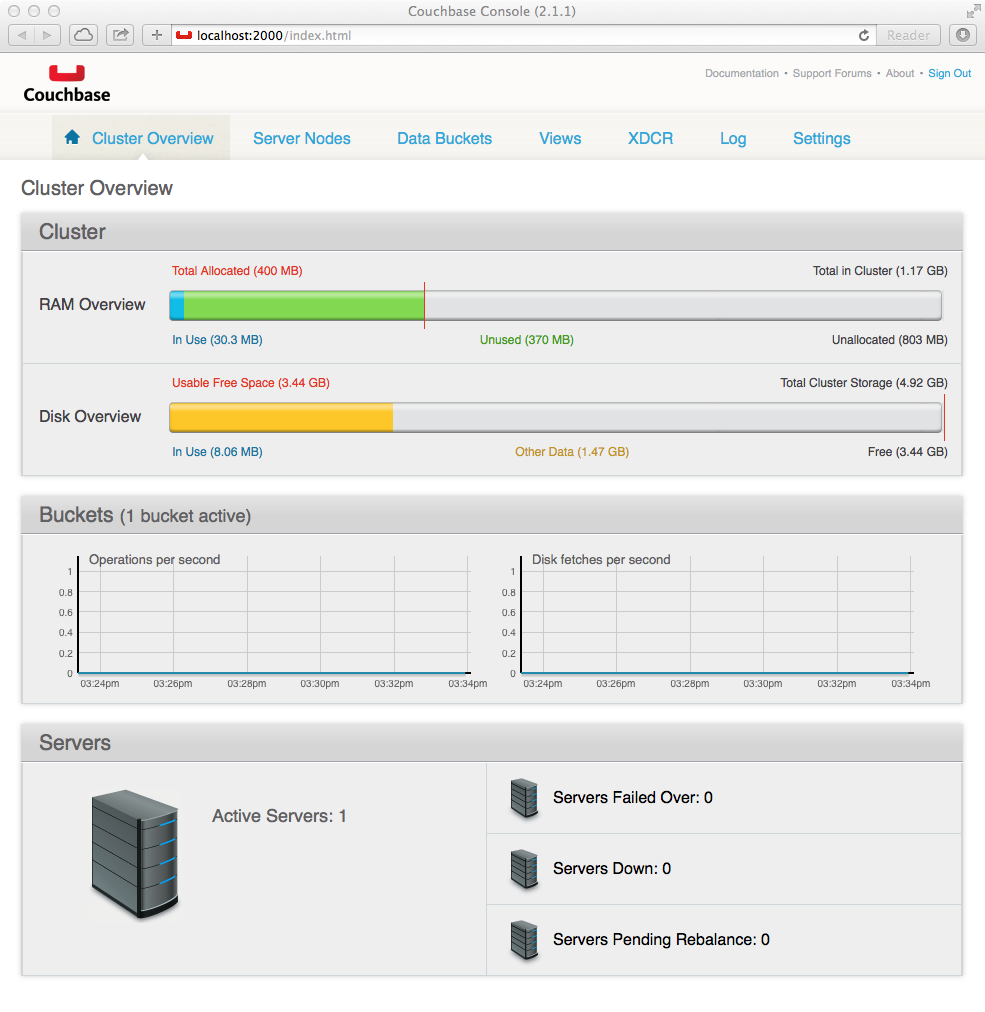 Couchbase Console (2.1.1)
localhost:2000/index.html
Reader
Couchbase
Documentation • Support Forums • About • Sign Out
Cluster Overview Server Nodes Data Buckets Views XDCR Log Settings
Cluster Overview
Cluster
Total Allocated (400 MB) Total in Cluster (1.17 GB)
RAM Overview
In Use (30.3 MB) Unused (370 MB) Unallocated (803 MB)
Usable Free Space (3.44 GB) Total Cluster Storage (4.92 GB)
Disk Overview
In Use (8.06 MB) Other Data (1.47 GB) Free (3.44 GB)
Buckets (1 bucket active)
Operations per second
1
0.8
0.6
0.4
0.2
0
03:24pm 03:26pm 03:28pm 03:30pm 03:32pm 03:34pm
Disk fetches per second
1
0.8
0.6
0.4
0.2
0
03:24pm 03:26pm 03:28pm 03:30pm 03:32pm 03:34pm
Servers
Active Servers: 1
Servers Failed Over: 0
Servers Down: 0
Servers Pending Rebalance: 0